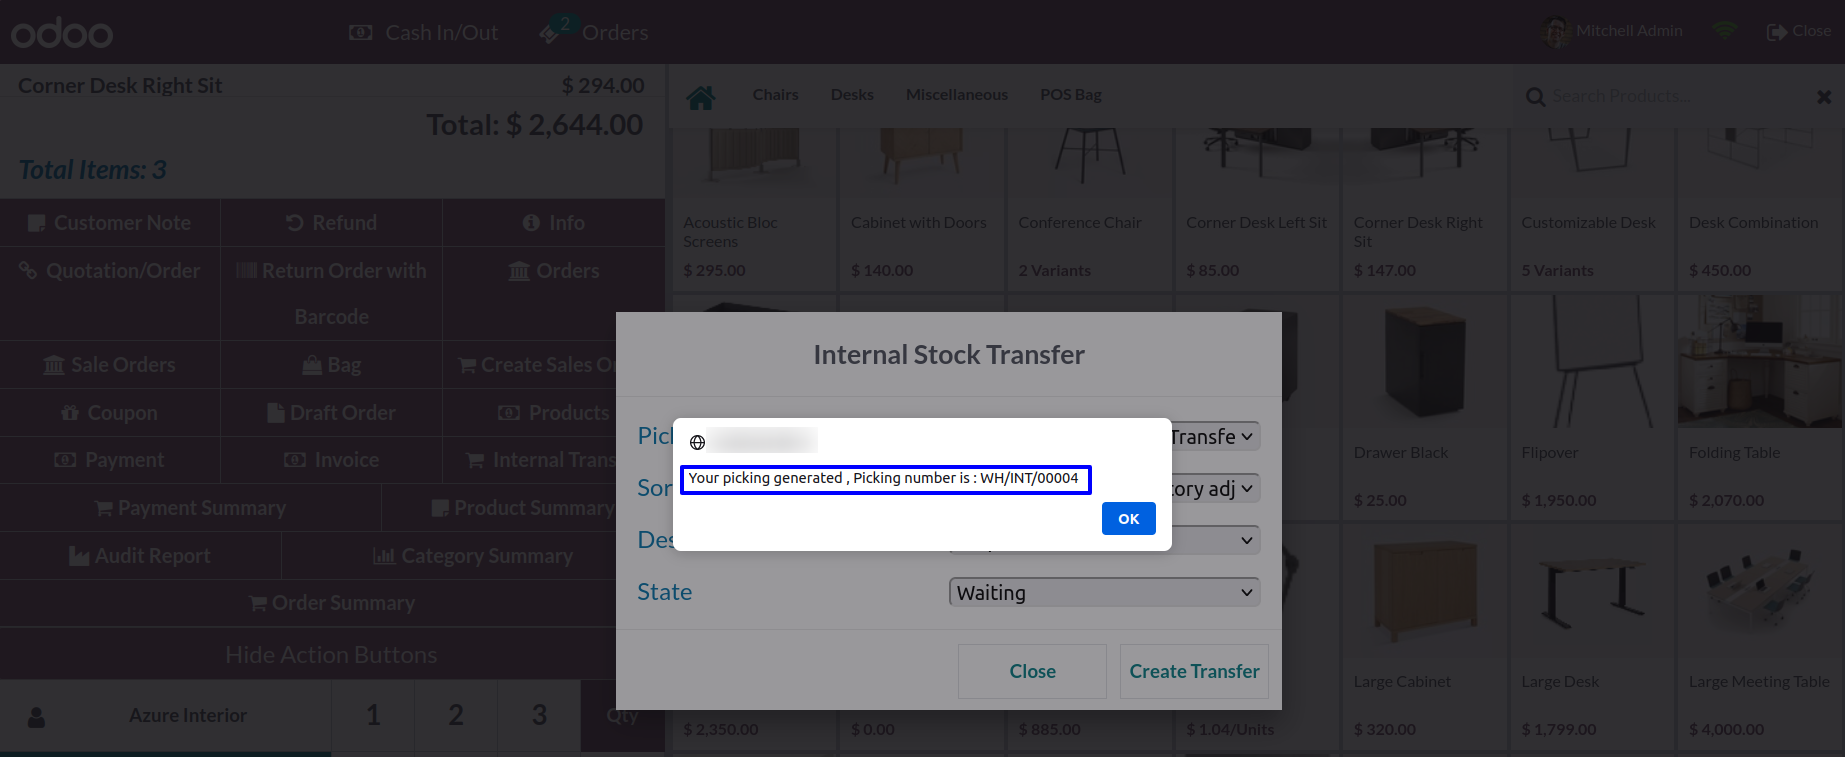 odoo
Cash In/Out
2
Orders
Mitchell Admin
Close
Corner Desk Right Sit
$ 294.00
Total: $ 2,644.00
Total Items: 3
Customer Note
Refund
Info
Quotation/Order
Return Order with
Barcode
Orders
Sale Orders
Bag
Create Sales O
Coupon
Draft Order
Products
Payment
Invoice
Internal Trans
Payment Summary
Product Summary
Audit Report
Category Summary
Order Summary
Hide Action Buttons
Azure Interior
1
2
3
Qty
Chairs
Desks
Miscellaneous
POS Bag
Search Products...
Acoustic Bloc
Screens
$ 295.00
Cabinet with Doors
$ 140.00
Conference Chair
2 Variants
Corner Desk Left Sit
$ 85.00
Corner Desk Right
Sit
$ 147.00
Customizable Desk
5 Variants
Desk Combination
$ 450.00
Drawer Black
$ 25.00
Flipover
$ 1,950.00
Folding Table
$ 2,070.00
$ 2,350.00
$ 0.00
$ 885.00
$ 1.04/Units
Large Cabinet
$ 320.00
Large Desk
$ 1,799.00
Large Meeting Table
$ 4,000.00
Internal Stock Transfer
Pic
Transfe
Sor
tory adj
Des
State
Waiting
Close
Create Transfer
Your picking generated , Picking number is : WH/INT/00004
OK